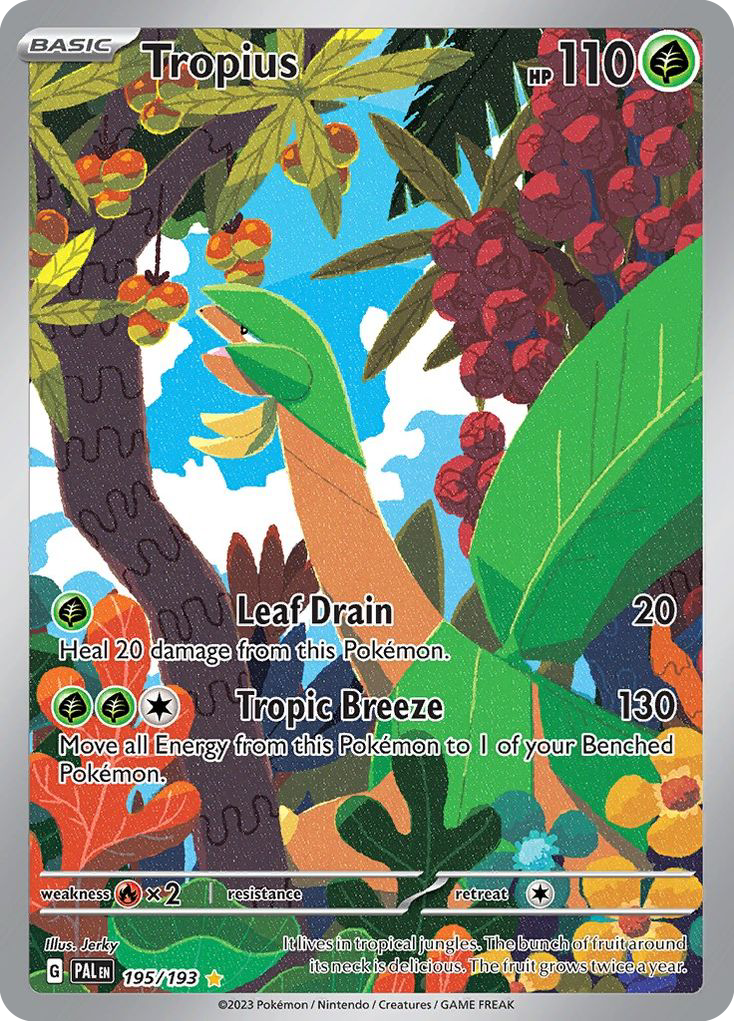 BASIC Tropius HP 110
Leaf Drain 20
Heal 20 damage from this Pokémon.
Tropic Breeze 130
Move all Energy from this Pokémon to 1 of your Benched
Pokémon.
weakness ×2 resistance retreat
Illus. Jerky
It lives in tropical jungles. The bunch of fruit around
its neck is delicious. The fruit grows twice a year.
G PAL EN 195/193
©2023 Pokémon / Nintendo / Creatures / GAME FREAK